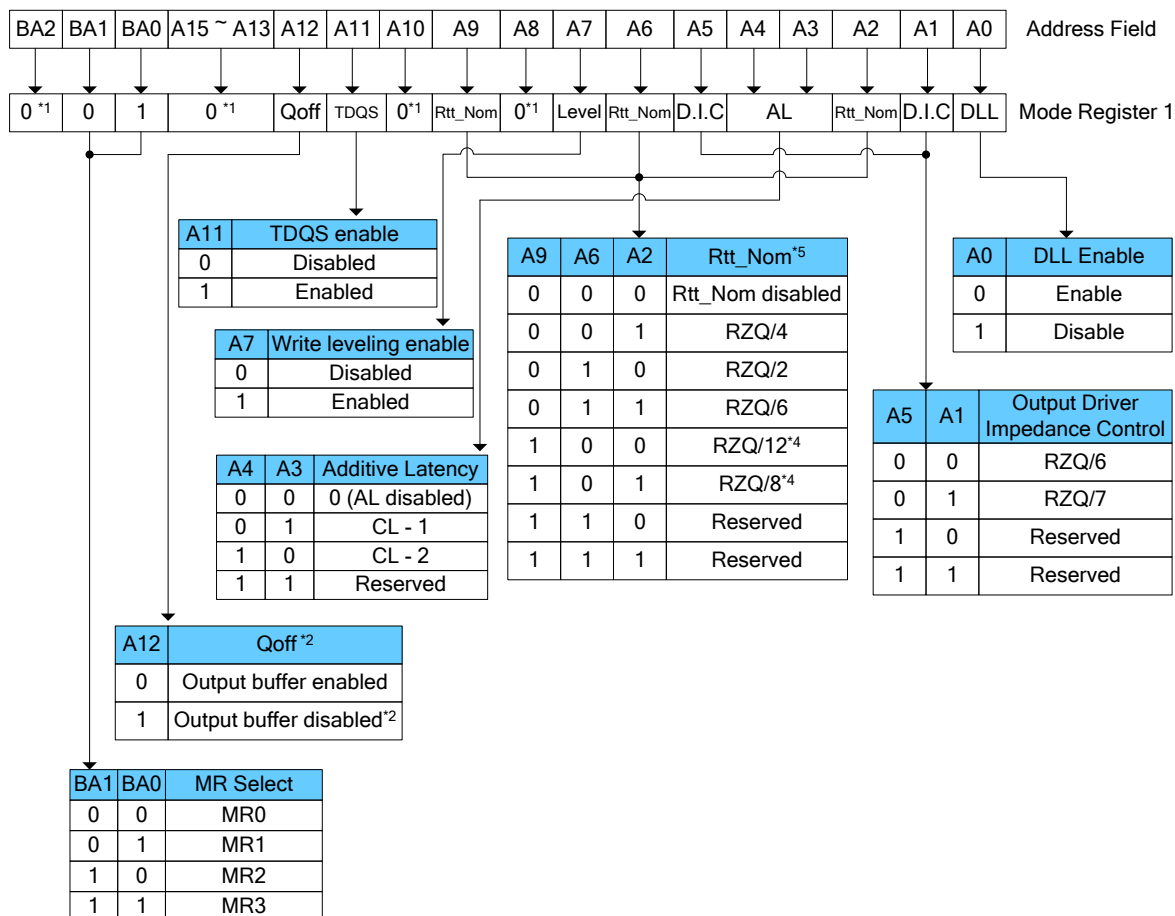 BA2 BA1 BA0 A15 ~ A13 A12 A11 A10 A9 A8 A7 A6 A5 A4 A3 A2 A1 A0 Address Field
0*1 0 1 0*1 Qoff TDQS 0*1 Rtt_Nom 0*1 Level Rtt_Nom D.I.C AL Rtt_Nom D.I.C DLL Mode Register 1
A11 TDQS enable
0 Disabled
1 Enabled
A7 Write leveling enable
0 Disabled
1 Enabled
A4 A3 Additive Latency
0 0 0 (AL disabled)
0 1 CL - 1
1 0 CL - 2
1 1 Reserved
A9 A6 A2 Rtt_Nom*5
0 0 0 Rtt_Nom disabled
0 0 1 RZQ/4
0 1 0 RZQ/2
0 1 1 RZQ/6
1 0 0 RZQ/12*4
1 0 1 RZQ/8*4
1 1 0 Reserved
1 1 1 Reserved
A0 DLL Enable
0 Enable
1 Disable
A5 A1 Output Driver
Impedance Control
0 0 RZQ/6
0 1 RZQ/7
1 0 Reserved
1 1 Reserved
A12 Qoff*2
0 Output buffer enabled
1 Output buffer disabled*2
BA1 BA0 MR Select
0 0 MR0
0 1 MR1
1 0 MR2
1 1 MR3